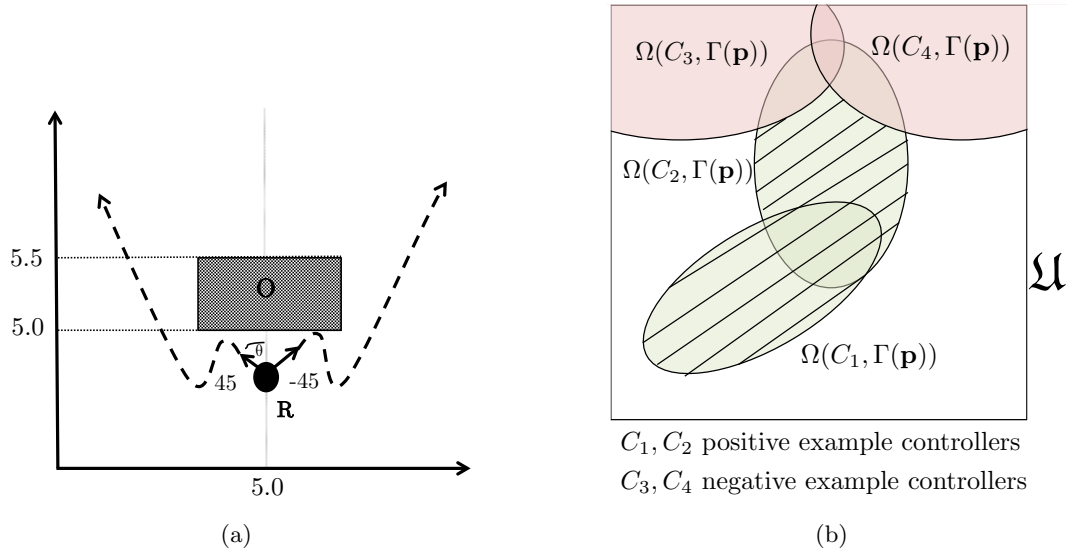 5.5
5.0
O
θ
45
-45
R
5.0
(a)
Ω(C₃, Γ(𝐩))
Ω(C₄, Γ(𝐩))
Ω(C₂, Γ(𝐩))
𝔘
Ω(C₁, Γ(𝐩))
C₁, C₂ positive example controllers
C₃, C₄ negative example controllers
(b)